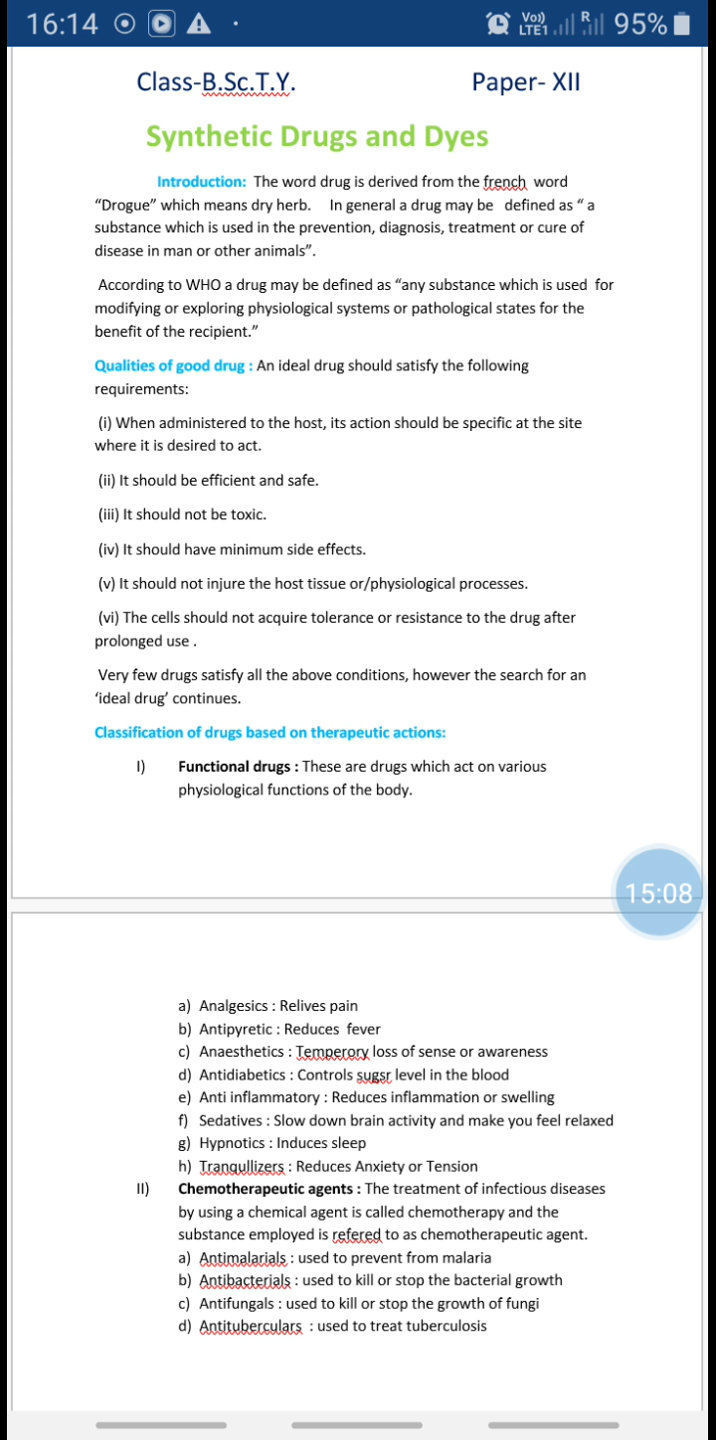 16:14
Vo)) LTE1 R 95%
Class-B.Sc.T.Y. Paper- XII
Synthetic Drugs and Dyes
Introduction: The word drug is derived from the french word
“Drogue” which means dry herb. In general a drug may be defined as “ a
substance which is used in the prevention, diagnosis, treatment or cure of
disease in man or other animals”.
According to WHO a drug may be defined as “any substance which is used for
modifying or exploring physiological systems or pathological states for the
benefit of the recipient.”
Qualities of good drug : An ideal drug should satisfy the following
requirements:
(i) When administered to the host, its action should be specific at the site
where it is desired to act.
(ii) It should be efficient and safe.
(iii) It should not be toxic.
(iv) It should have minimum side effects.
(v) It should not injure the host tissue or/physiological processes.
(vi) The cells should not acquire tolerance or resistance to the drug after
prolonged use .
Very few drugs satisfy all the above conditions, however the search for an
‘ideal drug’ continues.
Classification of drugs based on therapeutic actions:
I) Functional drugs : These are drugs which act on various
physiological functions of the body.
15:08
a) Analgesics : Relives pain
b) Antipyretic : Reduces fever
c) Anaesthetics : Temperory loss of sense or awareness
d) Antidiabetics : Controls sugsr level in the blood
e) Anti inflammatory : Reduces inflammation or swelling
f) Sedatives : Slow down brain activity and make you feel relaxed
g) Hypnotics : Induces sleep
h) Tranqullizers : Reduces Anxiety or Tension
II) Chemotherapeutic agents : The treatment of infectious diseases
by using a chemical agent is called chemotherapy and the
substance employed is refered to as chemotherapeutic agent.
a) Antimalarials : used to prevent from malaria
b) Antibacterials : used to kill or stop the bacterial growth
c) Antifungals : used to kill or stop the growth of fungi
d) Antituberculars : used to treat tuberculosis